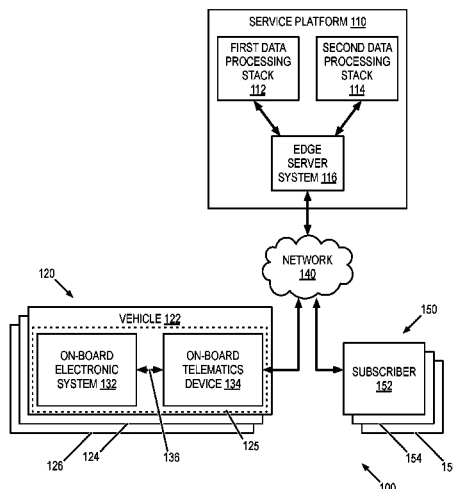 SERVICE PLATFORM 110
FIRST DATA
PROCESSING
STACK
112
SECOND DATA
PROCESSING
STACK
114
EDGE
SERVER
SYSTEM 116
NETWORK
140
120
VEHICLE 122
ON-BOARD
ELECTRONIC
SYSTEM 132
ON-BOARD
TELEMATICS
DEVICE 134
150
SUBSCRIBER
152
126
124
136
125
154
100